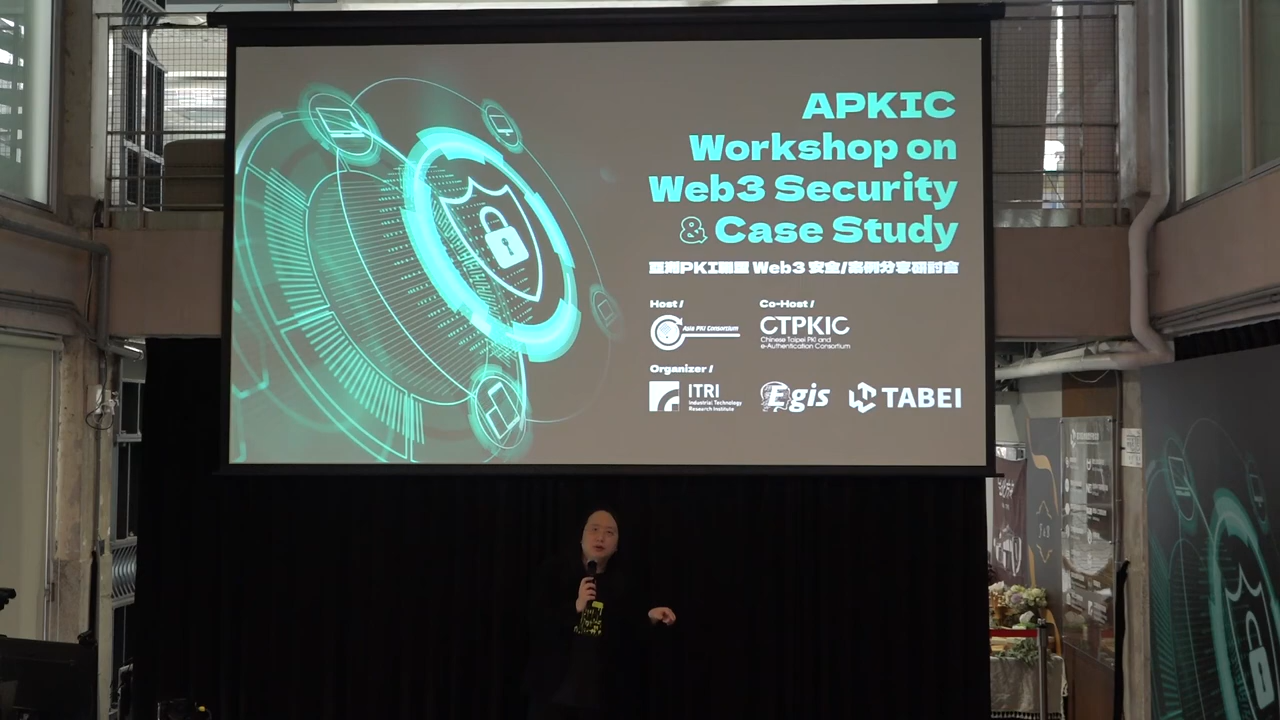 APKIC
Workshop on
Web3 Security
& Case Study
亞洲PKI聯盟 Web3 安全/案例分享研討會
Host /
Co-Host /
Asia PKI Consortium
CTPKIC
Chinese Taipei PKI and
e-Authentication Consortium
Organizer /
ITRI
Industrial Technology
Research Institute
Egis
TABEI